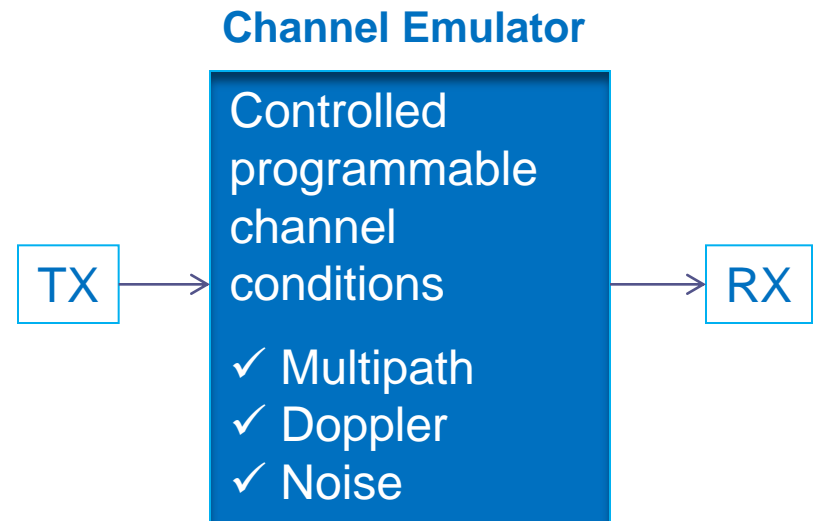 Channel Emulator
Controlled
programmable
channel
conditions
TX
RX
✓ Multipath
✓ Doppler
✓ Noise